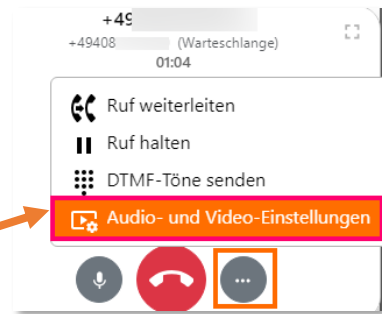 +49
+49408 (Warteschlange)
01:04
Ruf weiterleiten
Ruf halten
DTMF-Töne senden
Audio- und Video-Einstellungen